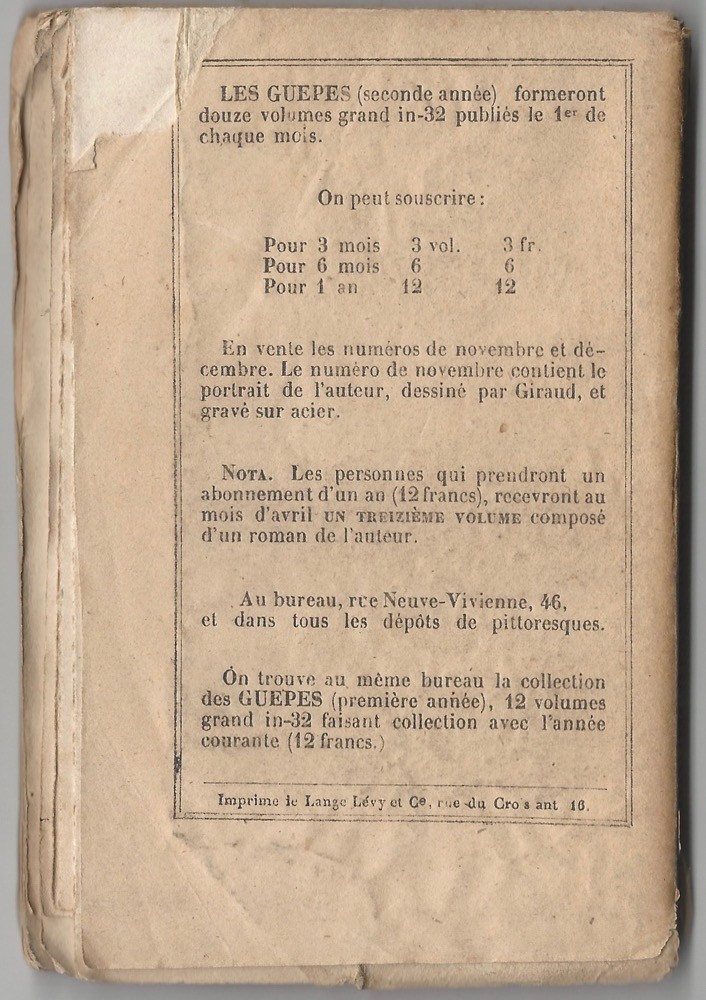 LES GUEPES (seconde année) formeront
douze volumes grand in-32 publiés le 1er de
chaque mois.
On peut souscrire :
Pour 3 mois 3 vol. 3 fr.
Pour 6 mois 6 6
Pour 1 an 12 12
En vente les numéros de novembre et dé-
cembre. Le numéro de novembre contient le
portrait de l'auteur, dessiné par Giraud, et
gravé sur acier.
NOTA. Les personnes qui prendront un
abonnement d'un an (12 francs), recevront au
mois d'avril UN TREIZIÈME VOLUME composé
d'un roman de l'auteur.
Au bureau, rue Neuve-Vivienne, 46,
et dans tous les dépôts de pittoresques.
On trouve au même bureau la collection
des GUEPES (première année), 12 volumes
grand in-32 faisant collection avec l'année
courante (12 francs.)
Imprime ie Lange Lévy et Ce, rue du Cro s ant 16.